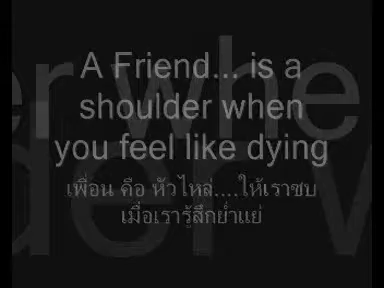 A Friend... is a
shoulder when
you feel like dying
เพื่อน คือ หัวไหล่....ให้เราซบ
เมื่อเรารู้สึกย่ำแย่